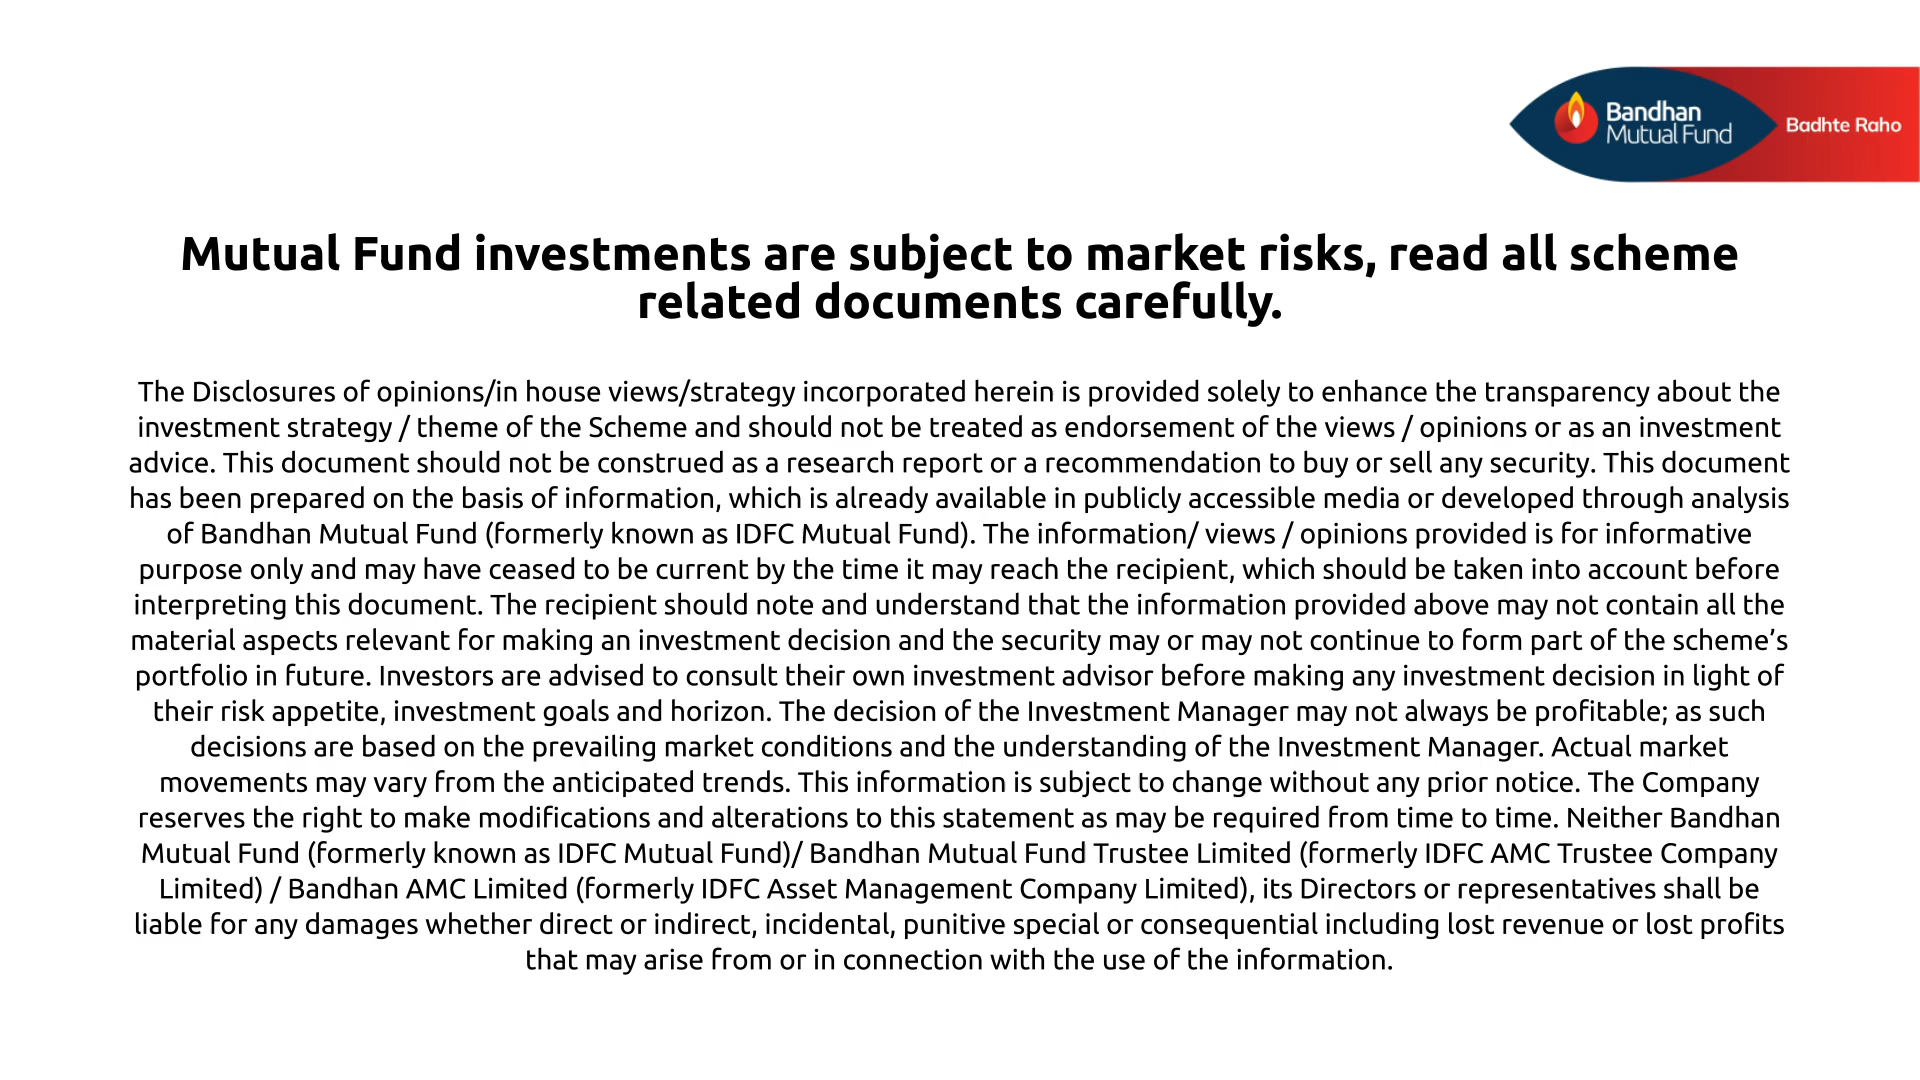 Bandhan
Mutual Fund
Badhte Raho
Mutual Fund investments are subject to market risks, read all scheme
related documents carefully.
The Disclosures of opinions/in house views/strategy incorporated herein is provided solely to enhance the transparency about the
investment strategy / theme of the Scheme and should not be treated as endorsement of the views / opinions or as an investment
advice. This document should not be construed as a research report or a recommendation to buy or sell any security. This document
has been prepared on the basis of information, which is already available in publicly accessible media or developed through analysis
of Bandhan Mutual Fund (formerly known as IDFC Mutual Fund). The information/ views / opinions provided is for informative
purpose only and may have ceased to be current by the time it may reach the recipient, which should be taken into account before
interpreting this document. The recipient should note and understand that the information provided above may not contain all the
material aspects relevant for making an investment decision and the security may or may not continue to form part of the scheme’s
portfolio in future. Investors are advised to consult their own investment advisor before making any investment decision in light of
their risk appetite, investment goals and horizon. The decision of the Investment Manager may not always be profitable; as such
decisions are based on the prevailing market conditions and the understanding of the Investment Manager. Actual market
movements may vary from the anticipated trends. This information is subject to change without any prior notice. The Company
reserves the right to make modifications and alterations to this statement as may be required from time to time. Neither Bandhan
Mutual Fund (formerly known as IDFC Mutual Fund)/ Bandhan Mutual Fund Trustee Limited (formerly IDFC AMC Trustee Company
Limited) / Bandhan AMC Limited (formerly IDFC Asset Management Company Limited), its Directors or representatives shall be
liable for any damages whether direct or indirect, incidental, punitive special or consequential including lost revenue or lost profits
that may arise from or in connection with the use of the information.